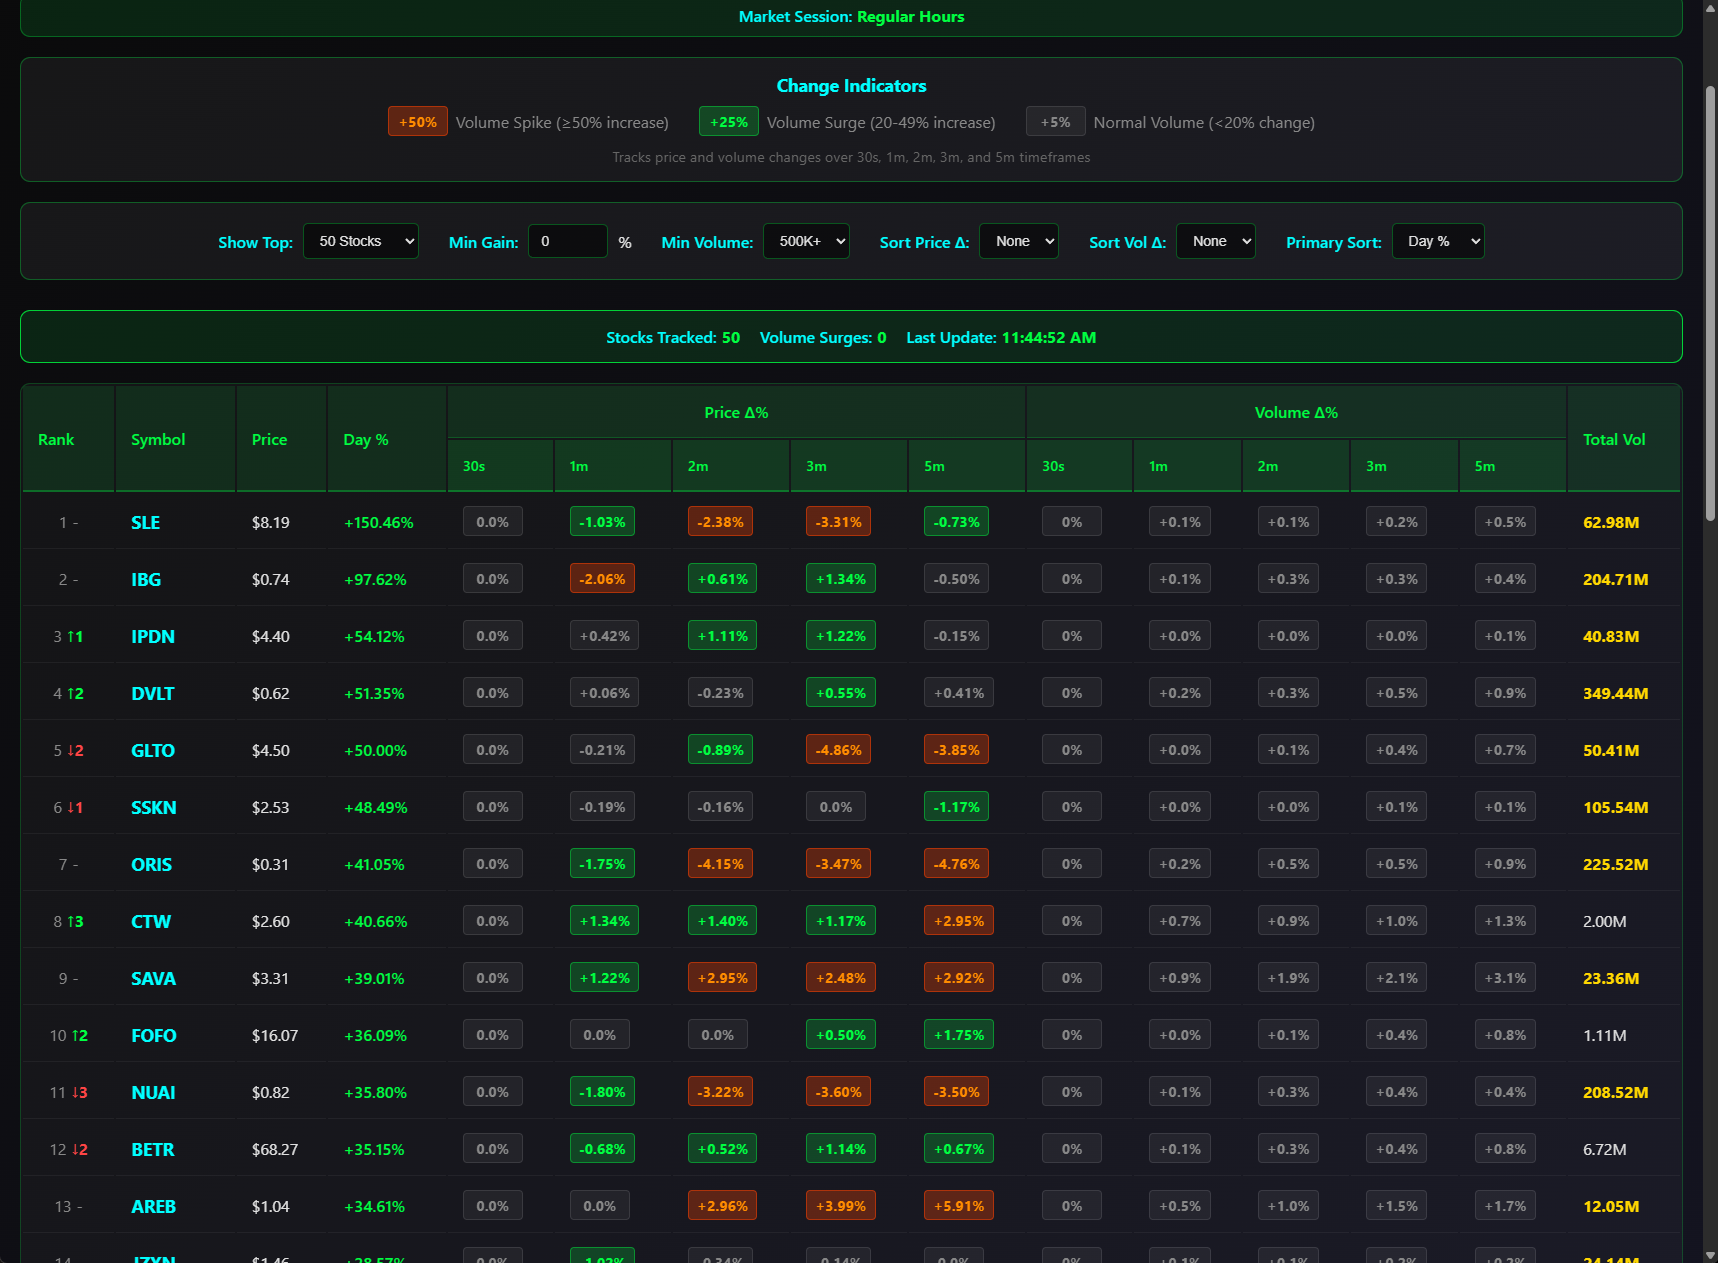 Market Session: Regular Hours
Change Indicators
+50% Volume Spike (≥50% increase) +25% Volume Surge (20-49% increase) +5% Normal Volume (<20% change)
Tracks price and volume changes over 30s, 1m, 2m, 3m, and 5m timeframes
Show Top: 50 Stocks Min Gain: 0 % Min Volume: 500K+ Sort Price Δ: None Sort Vol Δ: None Primary Sort: Day %
Stocks Tracked: 50 Volume Surges: 0 Last Update: 11:44:52 AM
Rank Symbol Price Day % Price Δ% Volume Δ% Total Vol
30s 1m 2m 3m 5m 30s 1m 2m 3m 5m
1 - SLE $8.19 +150.46% 0.0% -1.03% -2.38% -3.31% -0.73% 0% +0.1% +0.1% +0.2% +0.5% 62.98M
2 - IBG $0.74 +97.62% 0.0% -2.06% +0.61% +1.34% -0.50% 0% +0.1% +0.3% +0.3% +0.4% 204.71M
3 ↑1 IPDN $4.40 +54.12% 0.0% +0.42% +1.11% +1.22% -0.15% 0% +0.0% +0.0% +0.0% +0.1% 40.83M
4 ↑2 DVLT $0.62 +51.35% 0.0% +0.06% -0.23% +0.55% +0.41% 0% +0.2% +0.3% +0.5% +0.9% 349.44M
5 ↓2 GLTO $4.50 +50.00% 0.0% -0.21% -0.89% -4.86% -3.85% 0% +0.0% +0.1% +0.4% +0.7% 50.41M
6 ↓1 SSKN $2.53 +48.49% 0.0% -0.19% -0.16% 0.0% -1.17% 0% +0.0% +0.0% +0.1% +0.1% 105.54M
7 - ORIS $0.31 +41.05% 0.0% -1.75% -4.15% -3.47% -4.76% 0% +0.2% +0.5% +0.5% +0.9% 225.52M
8 ↑3 CTW $2.60 +40.66% 0.0% +1.34% +1.40% +1.17% +2.95% 0% +0.7% +0.9% +1.0% +1.3% 2.00M
9 - SAVA $3.31 +39.01% 0.0% +1.22% +2.95% +2.48% +2.92% 0% +0.9% +1.9% +2.1% +3.1% 23.36M
10 ↑2 FOFO $16.07 +36.09% 0.0% 0.0% 0.0% +0.50% +1.75% 0% +0.0% +0.1% +0.4% +0.8% 1.11M
11 ↓3 NUAI $0.82 +35.80% 0.0% -1.80% -3.22% -3.60% -3.50% 0% +0.1% +0.3% +0.4% +0.4% 208.52M
12 ↓2 BETR $68.27 +35.15% 0.0% -0.68% +0.52% +1.14% +0.67% 0% +0.1% +0.3% +0.4% +0.8% 6.72M
13 - AREB $1.04 +34.61% 0.0% 0.0% +2.96% +3.99% +5.91% 0% +0.5% +1.0% +1.5% +1.7% 12.05M